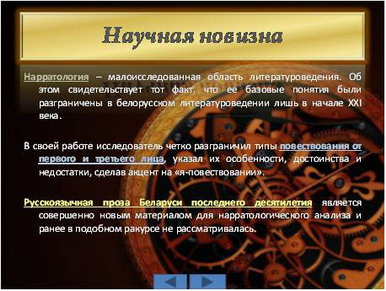 Научная новизна
Нарратология – малоисследованная область литературоведения. Об
этом свидетельствует тот факт, что ее базовые понятия были
разграничены в белорусском литературоведении лишь в начале XXI
века.
В своей работе исследователь четко разграничил типы повествования от
первого и третьего лица, указал их особенности, достоинства и
недостатки, сделав акцент на «я-повествовании».
Русскоязычная проза Беларуси последнего десятилетия является
совершенно новым материалом для нарратологического анализа и
ранее в подобном ракурсе не рассматривалась.